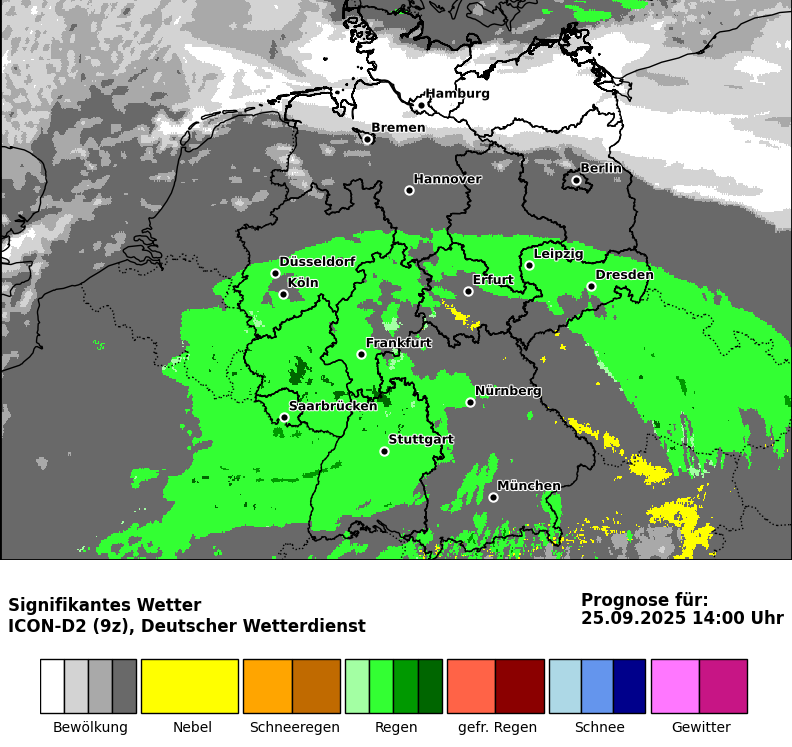 Hamburg
Bremen
Berlin
Hannover
Leipzig
Düsseldorf
Dresden
Erfurt
Köln
Frankfurt
Nürnberg
Saarbrücken
Stuttgart
München
Signifikantes Wetter
ICON-D2 (9z), Deutscher Wetterdienst
Prognose für:
25.09.2025 14:00 Uhr
Bewölkung Nebel Schneeregen Regen gefr. Regen Schnee Gewitter